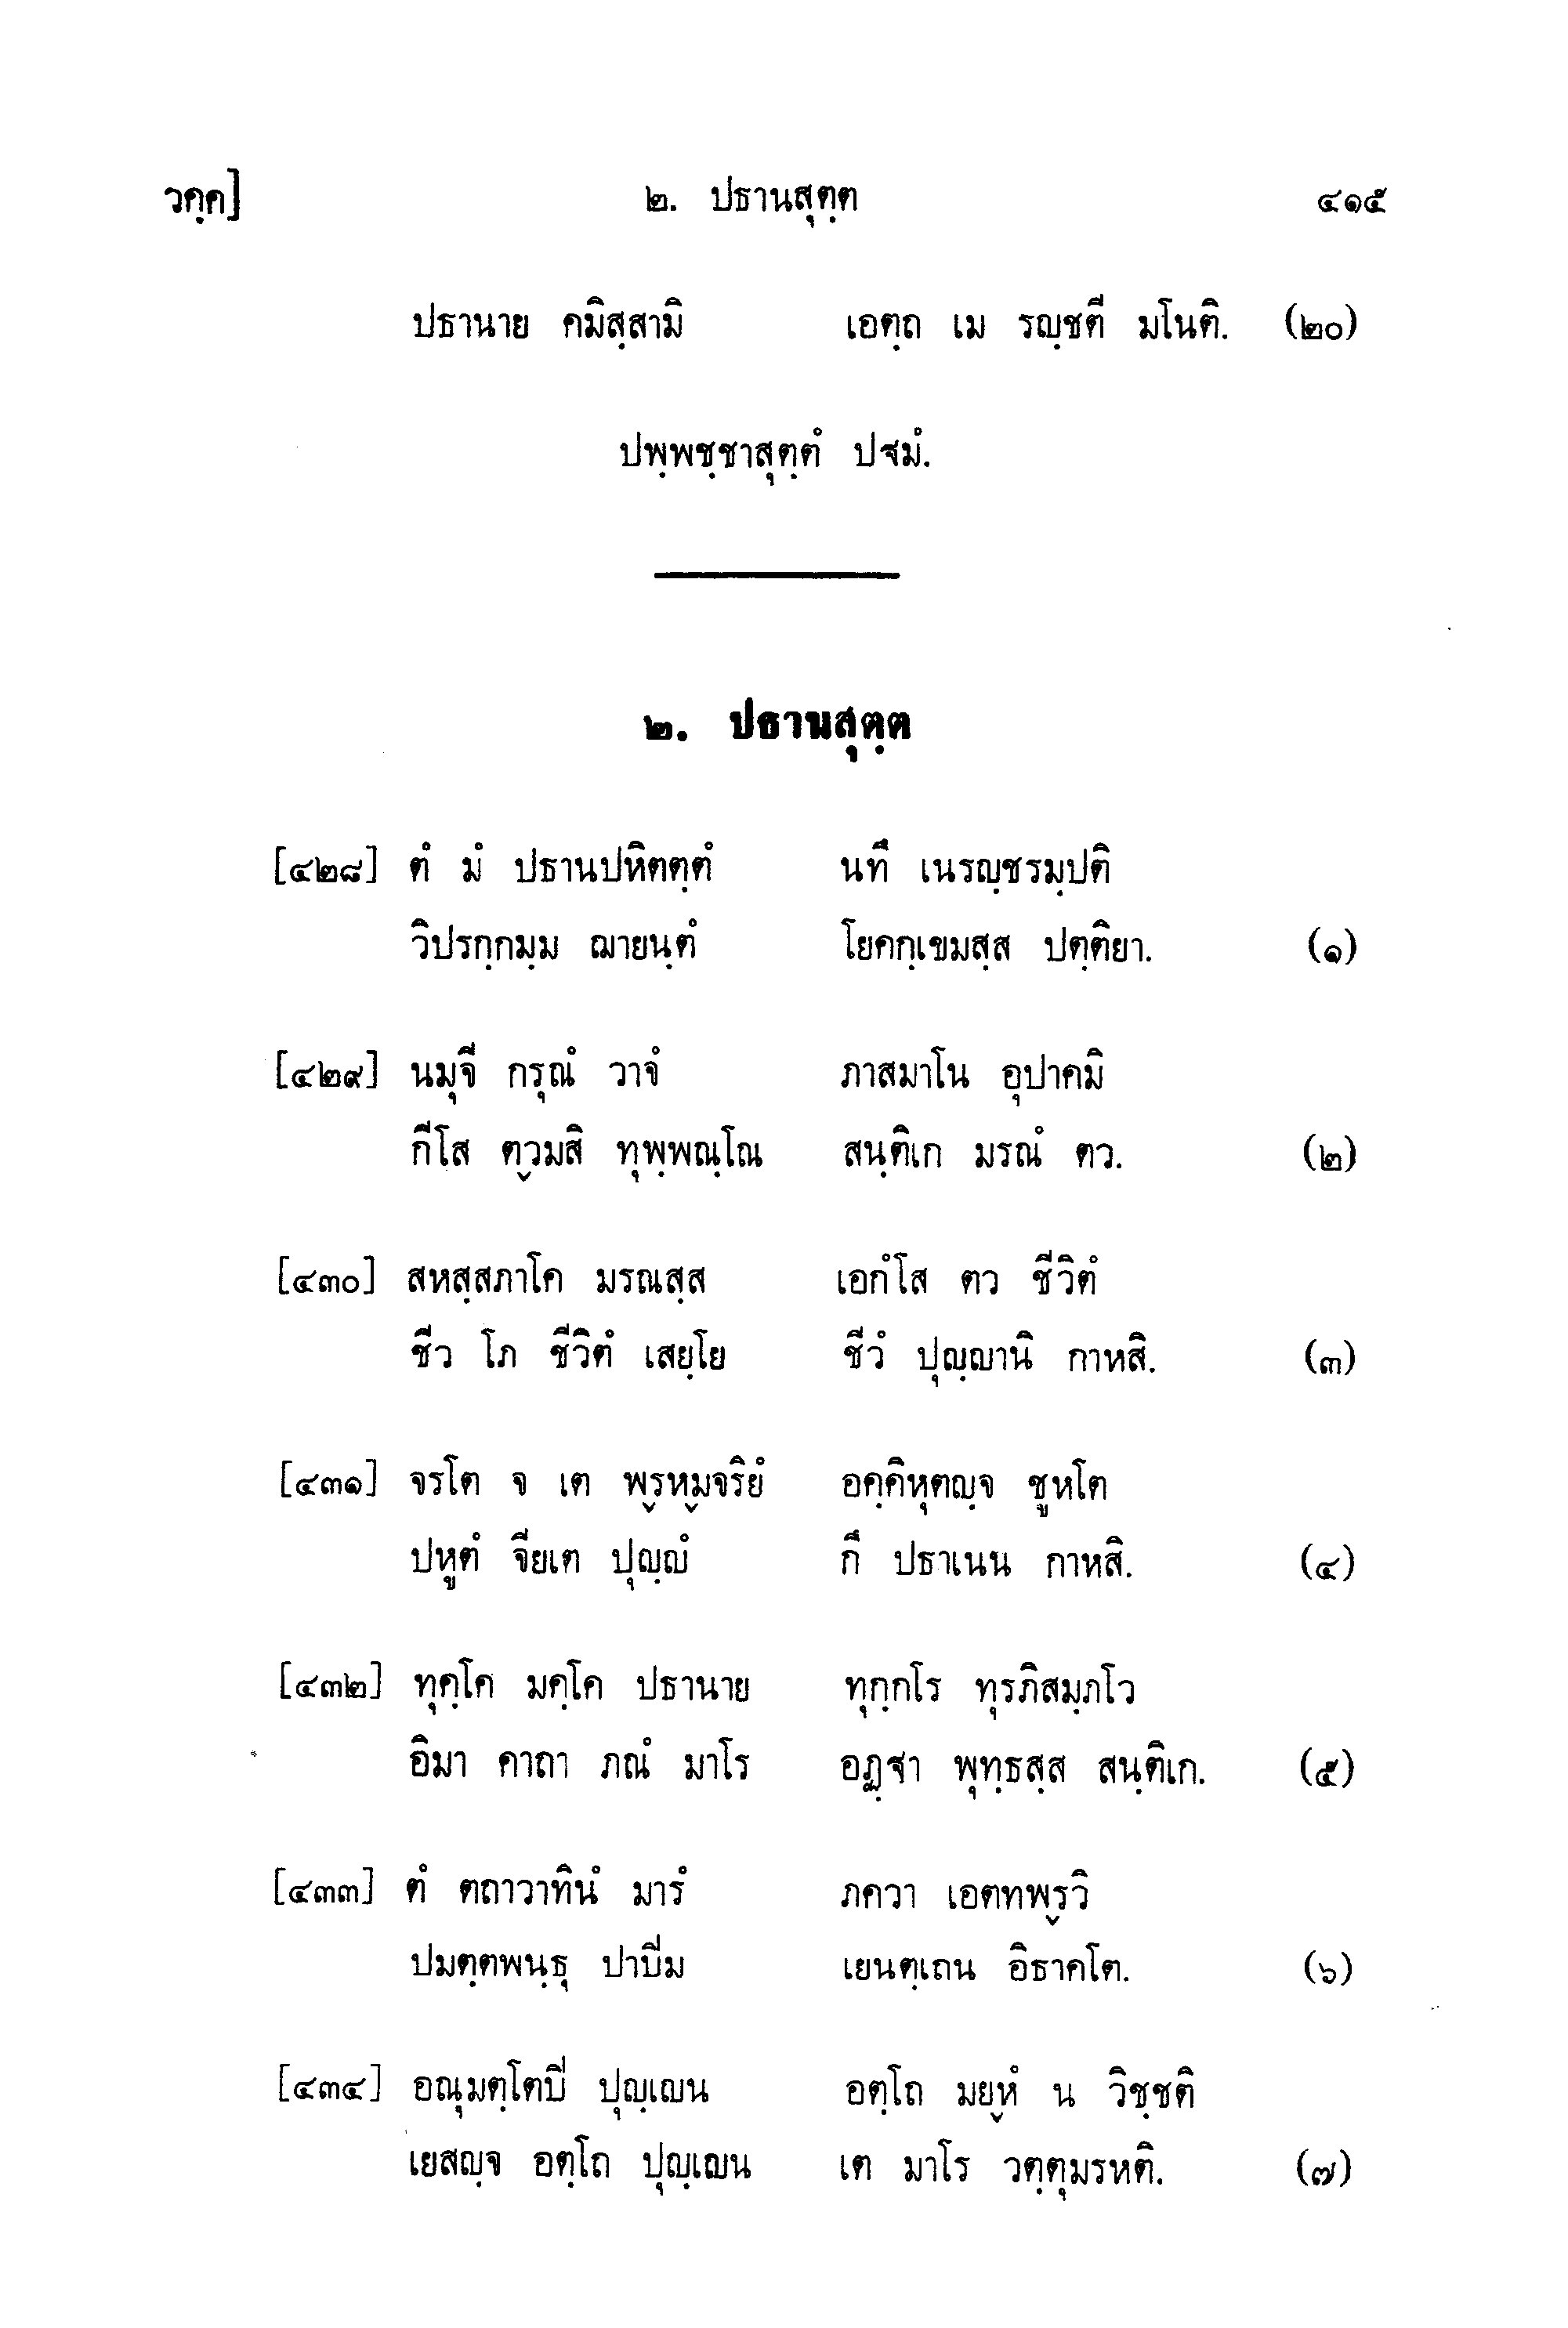 วคฺค] ๒. ปธานสุตฺต ๔๑๕
ปธานาย คมิสฺสามิ เอตฺถ เม รญฺชตี มโนติ. (๒๐)
ปพฺพชฺชาสุตฺตํ ปฐมํ.
๒. ปธานสุตฺต
[๔๒๘] ตํ มํ ปธานปหิตตฺตํ นทึ เนรญฺชรมฺปติ
วิปรกฺกมฺม ฌายนฺตํ โยคกฺเขมสฺส ปตฺติยา. (๑)
[๔๒๙] นมุจี กรุณํ วาจํ ภาสมาโน อุปาคมิ
กีโส ตฺวมสิ ทุพฺพณฺโณ สนฺติเก มรณํ ตว. (๒)
[๔๓๐] สหสฺสภาโค มรณสฺส เอกํโส ตว ชีวิตํ
ชีว โภ ชีวิตํ เสยฺโย ชีวํ ปุญฺญานิ กาหสิ. (๓)
[๔๓๑] จรโต จ เต พฺรหฺมจริยํ อคฺคิหุตญฺจ ชูหโต
ปหูตํ จียเต ปุญฺญํ กึ ปธาเนน กาหสิ. (๔)
[๔๓๒] ทุคฺโค มคฺโค ปธานาย ทุกฺกโร ทุรภิสมฺภโว
อิมา คาถา ภณํ มาโร อฏฺฐา พุทฺธสฺส สนฺติเก. (๕)
[๔๓๓] ตํ ตถาวาทินํ มารํ ภควา เอตทพฺรวิ
ปมตฺตพนฺธุ ปาปิม เยนตฺเถน อิธาคโต. (๖)
[๔๓๔] อณุมตฺโตปิ ปุญฺเญน อตฺโถ มยฺหํ น วิชฺชติ
เยสญฺจ อตฺโถ ปุญฺเญน เต มาโร วตฺตุมรหติ. (๗)